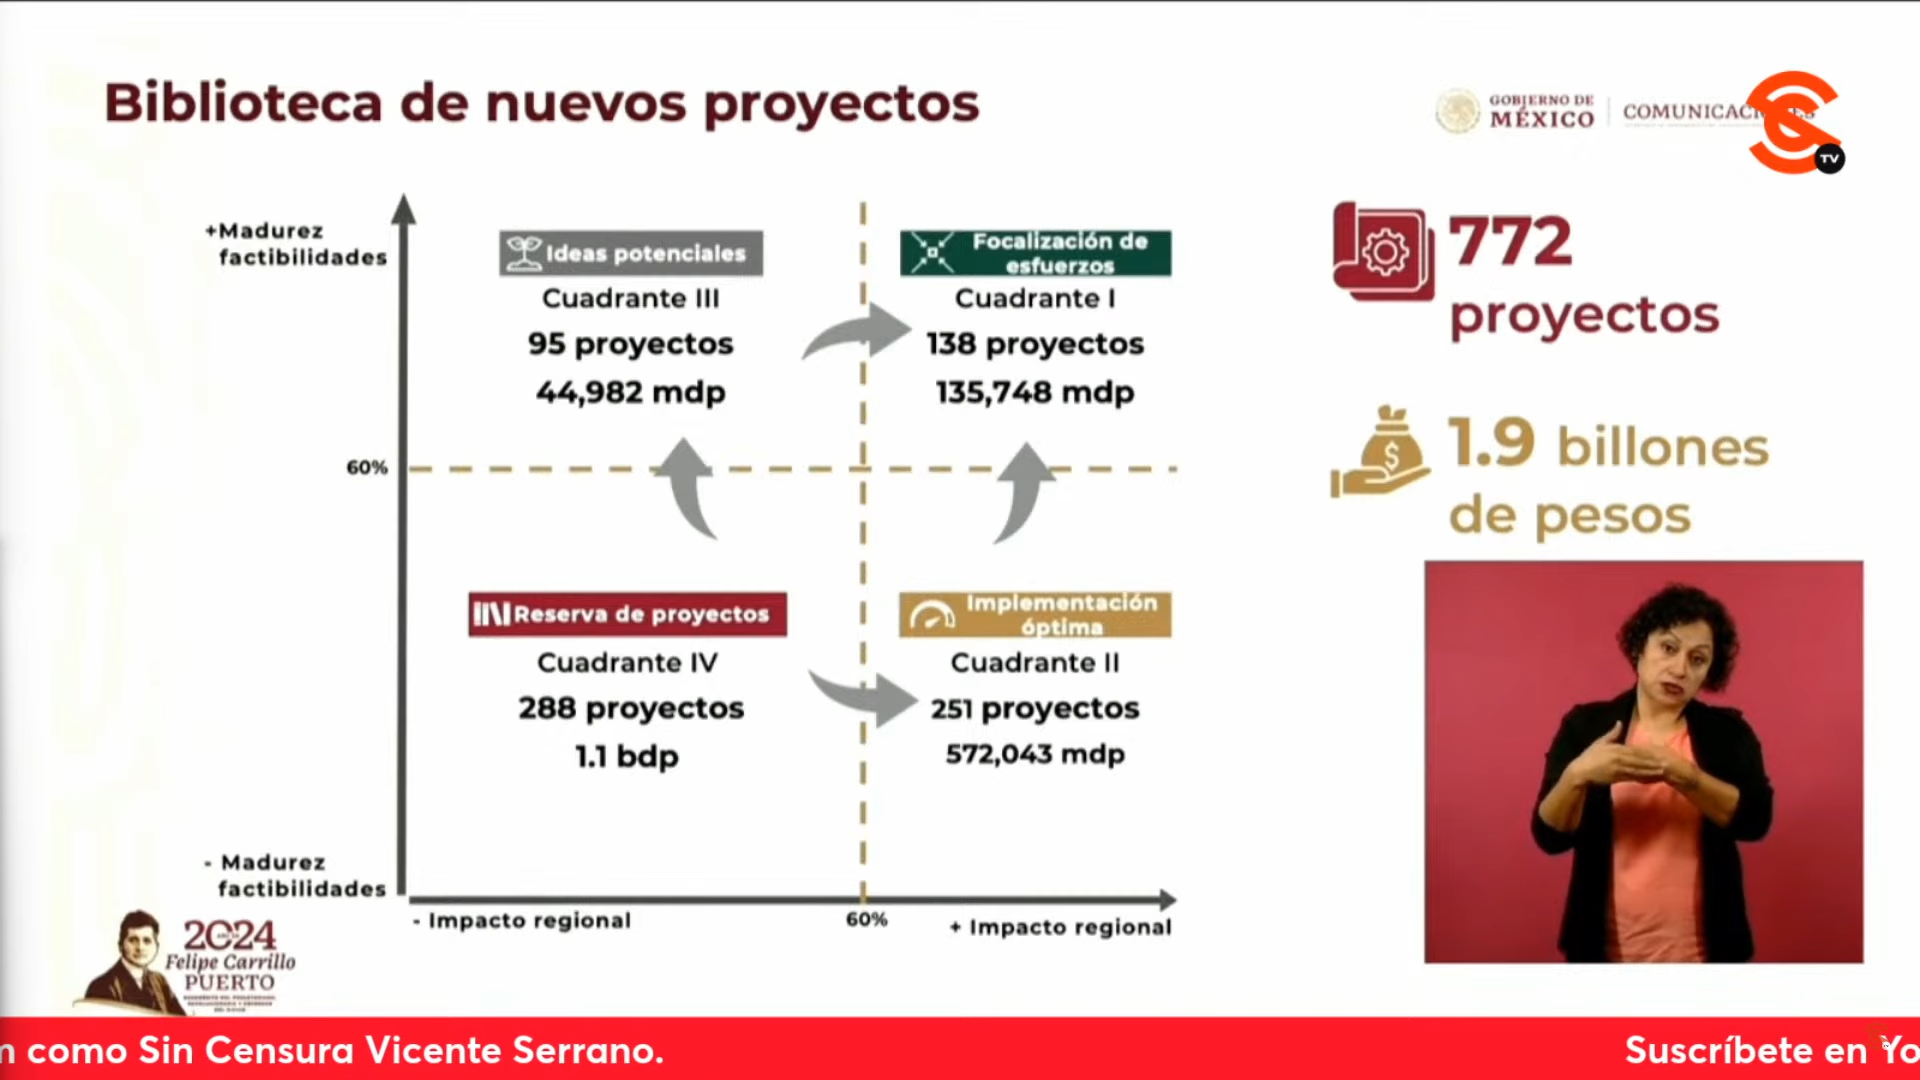 Biblioteca de nuevos proyectos
GOBIERNO DE
MÉXICO
TV
+Madurez
factibilidades
Ideas potenciales
Cuadrante III
95 proyectos
44,982 mdp
Focalización de
esfuerzos
Cuadrante I
138 proyectos
135,748 mdp
772
proyectos
1.9 billones
de pesos
60%
Reserva de proyectos
Cuadrante IV
288 proyectos
1.1 bdp
Implementación
óptima
Cuadrante II
251 proyectos
572,043 mdp
- Madurez
factibilidades
- Impacto regional
60%
+ Impacto regional
2024
Felipe Carrillo
PUERTO
como Sin Censura Vicente Serrano.
Suscríbete en Yo